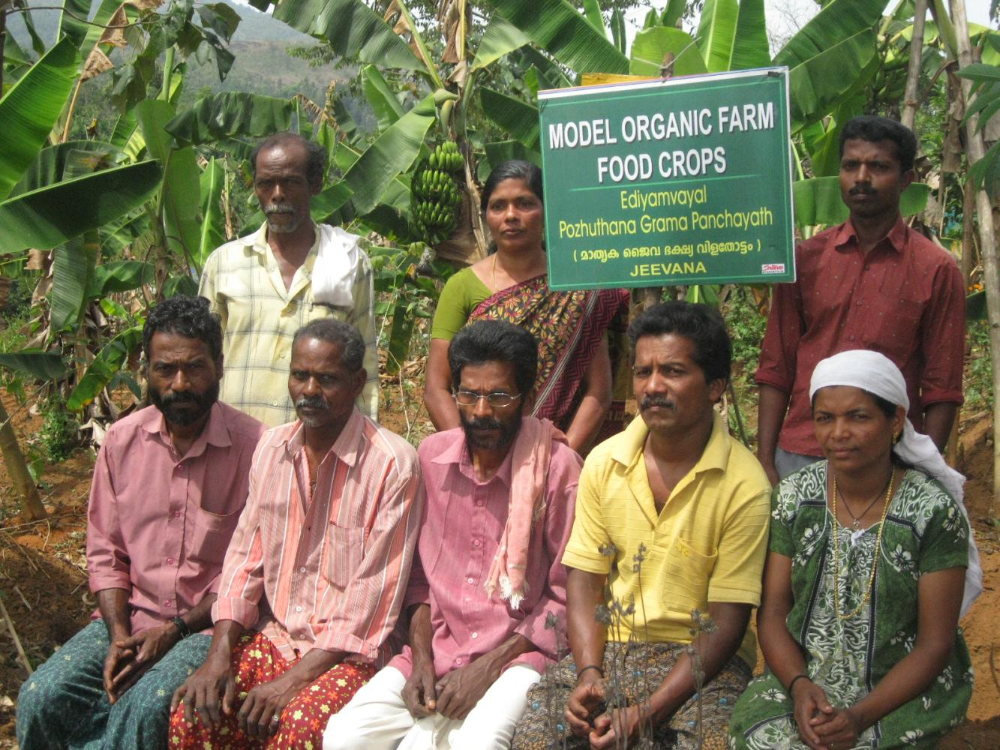 MODEL ORGANIC FARM
FOOD CROPS
Ediyamvayal
Pozhuthana Grama Panchayath
( മാതൃക ജൈവ ഭക്ഷ്യ വിളതോട്ടം )
JEEVANA